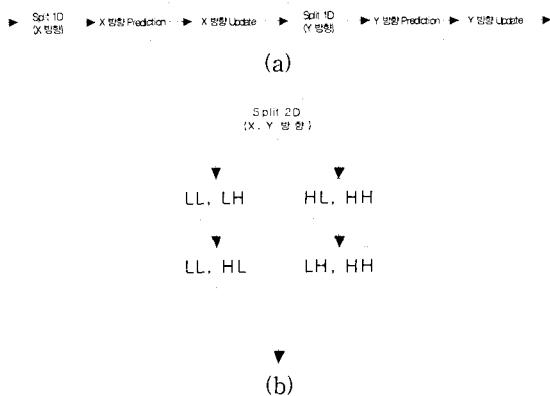 Split 1D
(X 방향)
X 방향 Prediction
X 방향 Update
Split 1D
(Y 방향)
Y 방향 Prediction
Y 방향 Update
(a)
Split 2D
(X, Y 방향)
LL, LH
HL, HH
LL, HL
LH, HH
(b)